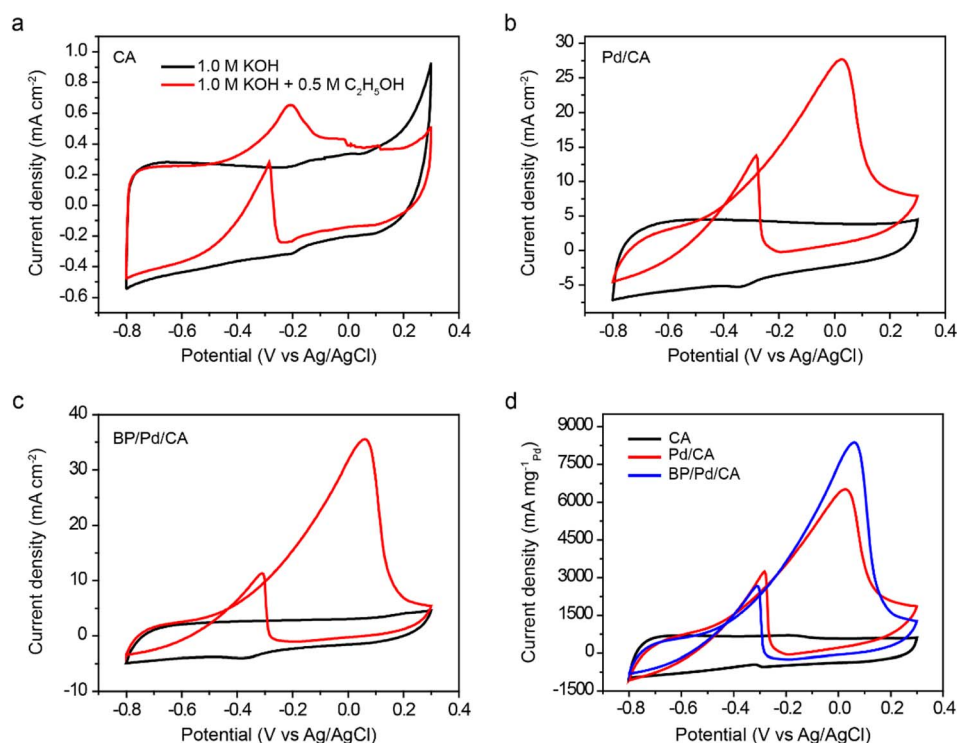 a
CA
1.0 M KOH
1.0 M KOH + 0.5 M C₂H₅OH
Current density (mA cm⁻²)
1.0
0.8
0.6
0.4
0.2
0.0
-0.2
-0.4
-0.6
-0.8 -0.6 -0.4 -0.2 0.0 0.2 0.4
Potential (V vs Ag/AgCl)
b
Pd/CA
Current density (mA cm⁻²)
30
25
20
15
10
5
0
-5
-0.8 -0.6 -0.4 -0.2 0.0 0.2 0.4
Potential (V vs Ag/AgCl)
c
BP/Pd/CA
Current density (mA cm⁻²)
40
30
20
10
0
-10
-0.8 -0.6 -0.4 -0.2 0.0 0.2 0.4
Potential (V vs Ag/AgCl)
d
CA
Pd/CA
BP/Pd/CA
Current density (mA mg⁻¹Pd)
9000
7500
6000
4500
3000
1500
0
-1500
-0.8 -0.6 -0.4 -0.2 0.0 0.2 0.4
Potential (V vs Ag/AgCl)